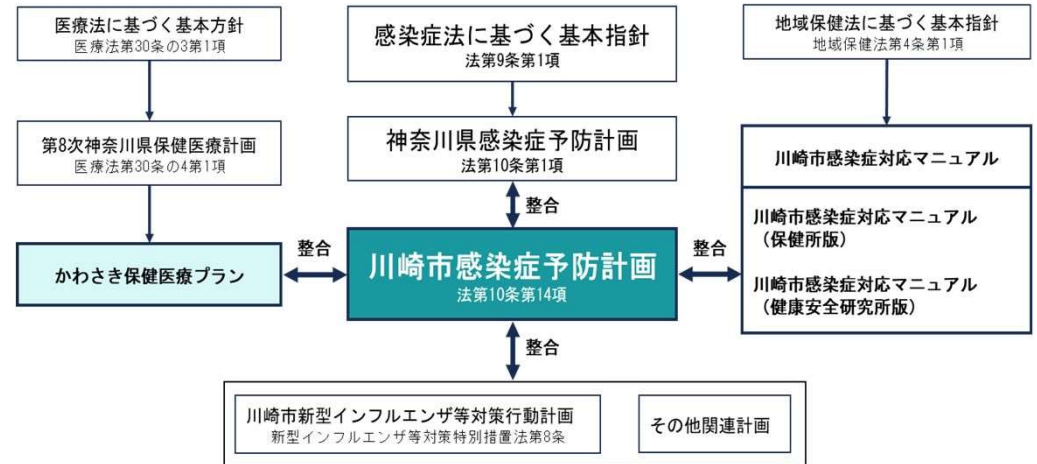 医療法に基づく基本方針
医療法第30条の3第1項
感染症法に基づく基本指針
法第9条第1項
地域保健法に基づく基本指針
地域保健法第4条第1項
第8次神奈川県保健医療計画
医療法第30条の4第1項
神奈川県感染症予防計画
法第10条第1項
川崎市感染症対応マニュアル
川崎市感染症対応マニュアル
（保健所版）
川崎市感染症対応マニュアル
（健康安全研究所版）
整合
かわさき保健医療プラン
整合
川崎市感染症予防計画
法第10条第14項
整合
整合
川崎市新型インフルエンザ等対策行動計画
新型インフルエンザ等対策特別措置法第8条
その他関連計画